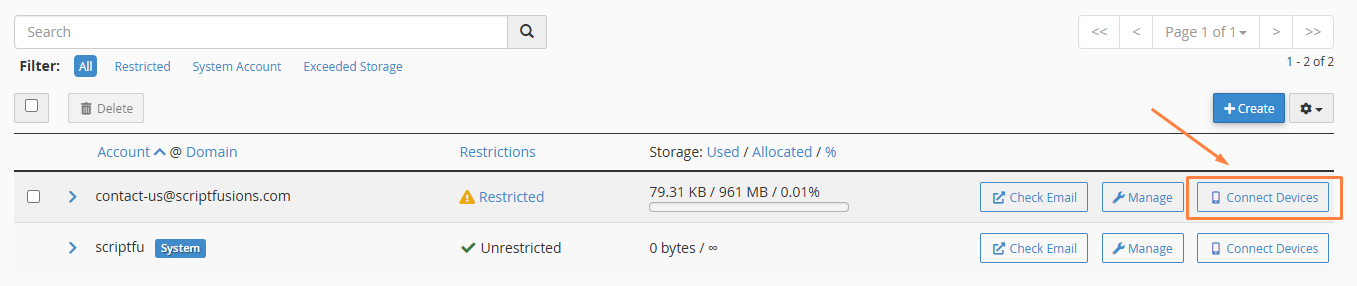 Search
<< < Page 1 of 1 > >>
Filter: All Restricted System Account Exceeded Storage
1 - 2 of 2
Delete
Create
Account @ Domain Restrictions Storage: Used / Allocated / %
contact-us@scriptfusions.com Restricted 79.31 KB / 961 MB / 0.01% Check Email Manage Connect Devices
scriptfu System Unrestricted 0 bytes / ∞ Check Email Manage Connect Devices